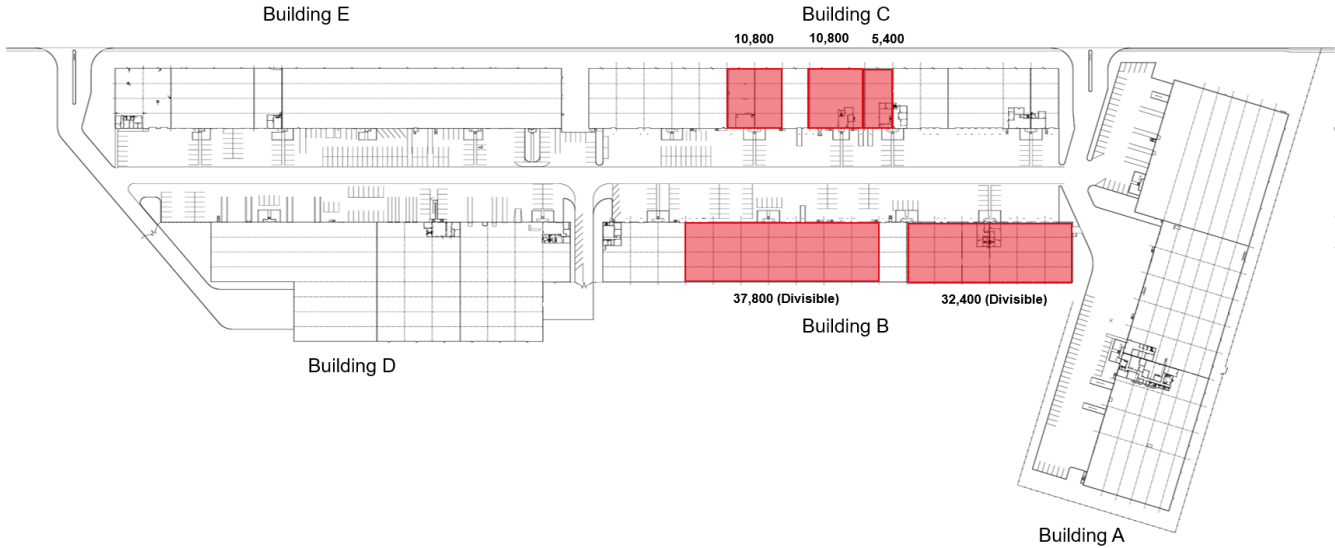 Building E
Building C
10,800
10,800
5,400
37,800 (Divisible)
32,400 (Divisible)
Building B
Building D
Building A